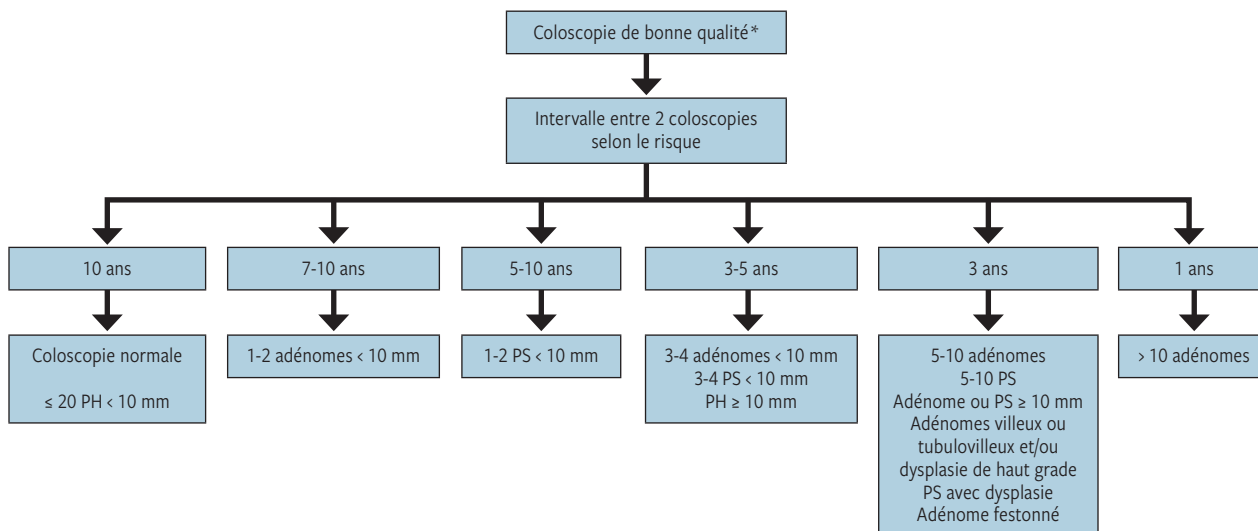 Coloscopie de bonne qualité*
Intervalle entre 2 coloscopies
selon le risque
10 ans
7-10 ans
5-10 ans
3-5 ans
3 ans
1 ans
Coloscopie normale
≤ 20 PH < 10 mm
1-2 adénomes < 10 mm
1-2 PS < 10 mm
3-4 adénomes < 10 mm
3-4 PS < 10 mm
PH ≥ 10 mm
5-10 adénomes
5-10 PS
Adénome ou PS ≥ 10 mm
Adénomes villeux ou
tubulovilleux et/ou
dysplasie de haut grade
PS avec dysplasie
Adénome festonné
> 10 adénomes